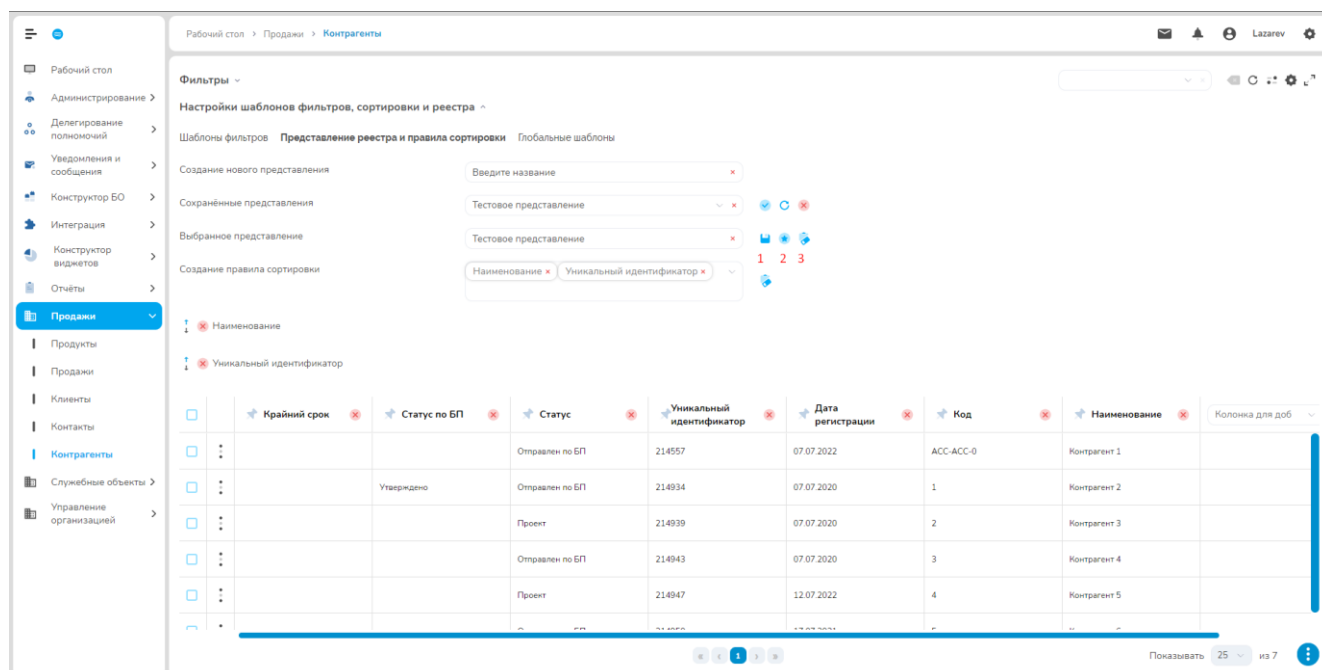 Рабочий стол > Продажи > Контрагенты
Lazarev
Рабочий стол
Администрирование
Делегирование
полномочий
Уведомления и
сообщения
Конструктор БО
Интеграция
Конструктор
виджетов
Отчёты
Продажи
Продукты
Продажи
Клиенты
Контакты
Контрагенты
Служебные объекты
Управление
организацией
Фильтры
Настройки шаблонов фильтров, сортировки и реестра
Шаблоны фильтров Представление реестра и правила сортировки Глобальные шаблоны
Создание нового представления Введите название
Сохранённые представления Тестовое представление
Выбранное представление Тестовое представление
1 2 3
Создание правила сортировки Наименование Уникальный идентификатор
Наименование
Уникальный идентификатор
Крайний срок Статус по БП Статус Уникальный идентификатор Дата регистрации Код Наименование Колонка для доб
Отправлен по БП 214557 07.07.2022 ACC-ACC-0 Контрагент 1
Утверждено Отправлен по БП 214934 07.07.2020 1 Контрагент 2
Проект 214939 07.07.2020 2 Контрагент 3
Отправлен по БП 214943 07.07.2020 3 Контрагент 4
Проект 214947 12.07.2022 4 Контрагент 5
« ‹ 1 › »
Показывать 25 из 7